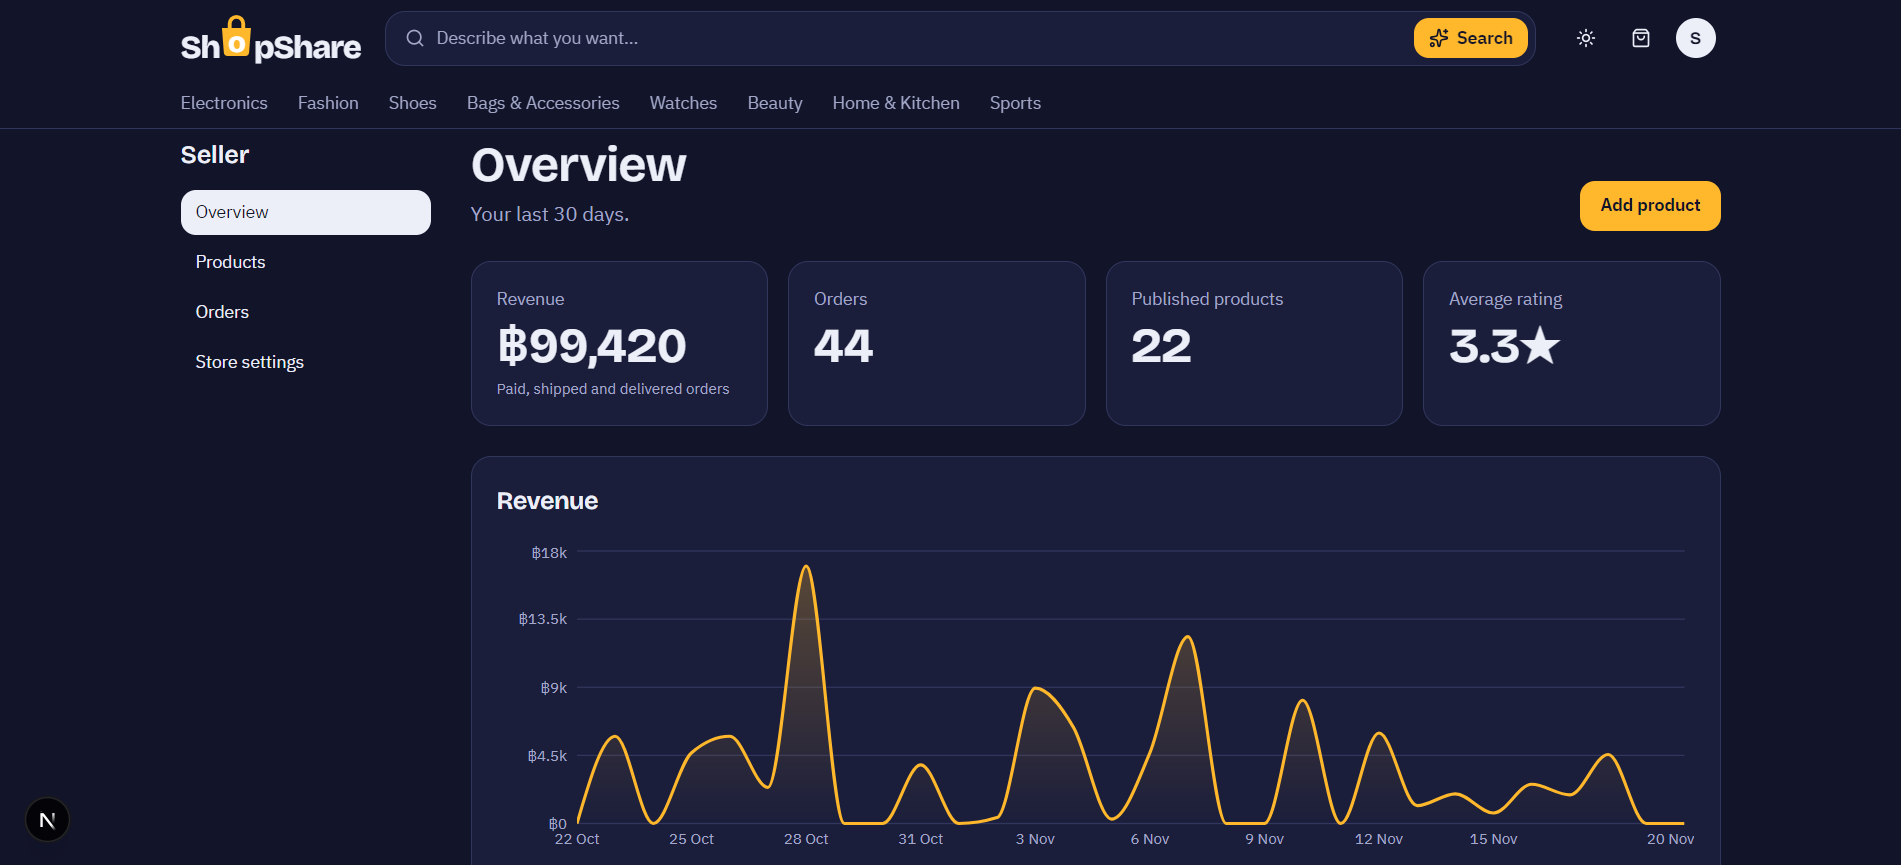 ShopShare
Describe what you want...
Search
S
Electronics
Fashion
Shoes
Bags & Accessories
Watches
Beauty
Home & Kitchen
Sports
Seller
Overview
Products
Orders
Store settings
Overview
Your last 30 days.
Add product
Revenue
฿99,420
Paid, shipped and delivered orders
Orders
44
Published products
22
Average rating
3.3★
Revenue
฿18k
฿13.5k
฿9k
฿4.5k
฿0
22 Oct
25 Oct
28 Oct
31 Oct
3 Nov
6 Nov
9 Nov
12 Nov
15 Nov
20 Nov
N